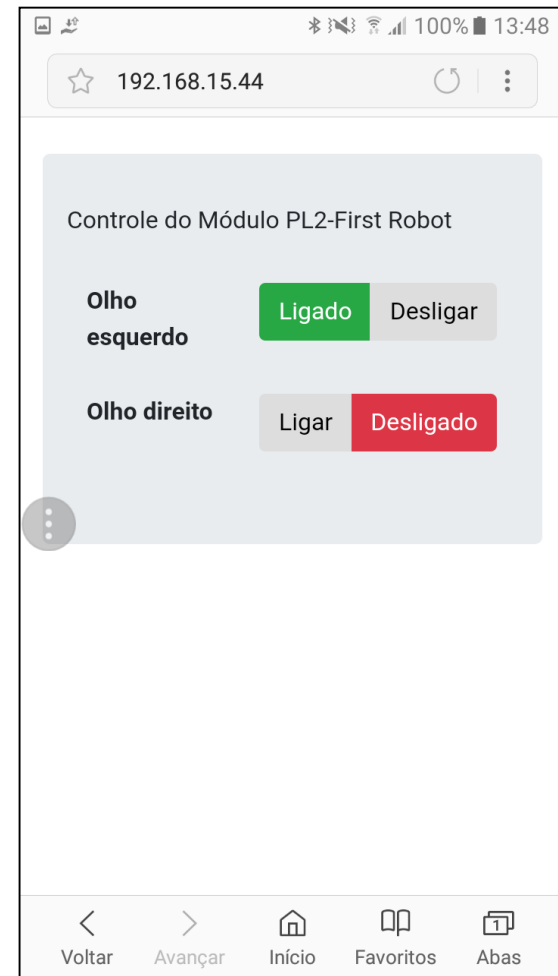 100% 13:48
192.168.15.44
Controle do Módulo PL2-First Robot
Olho
esquerdo
Ligado Desligar
Olho direito
Ligar Desligado
1
Voltar Avançar Início Favoritos Abas